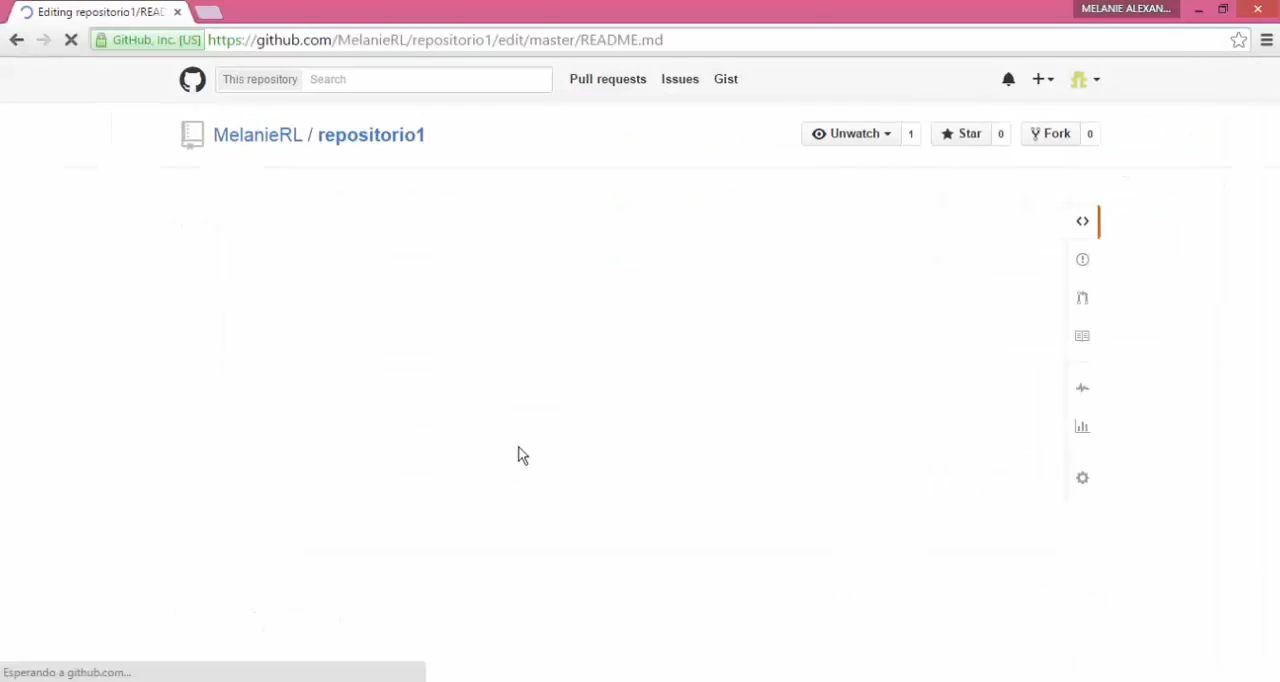 Editing repositorio1/READ
MELANIE ALEXAN...
GitHub, Inc. [US] https://github.com/MelanieRL/repositorio1/edit/master/README.md
This repository Search Pull requests Issues Gist
MelanieRL / repositorio1 Unwatch 1 Star 0 Fork 0
Esperando a github.com...